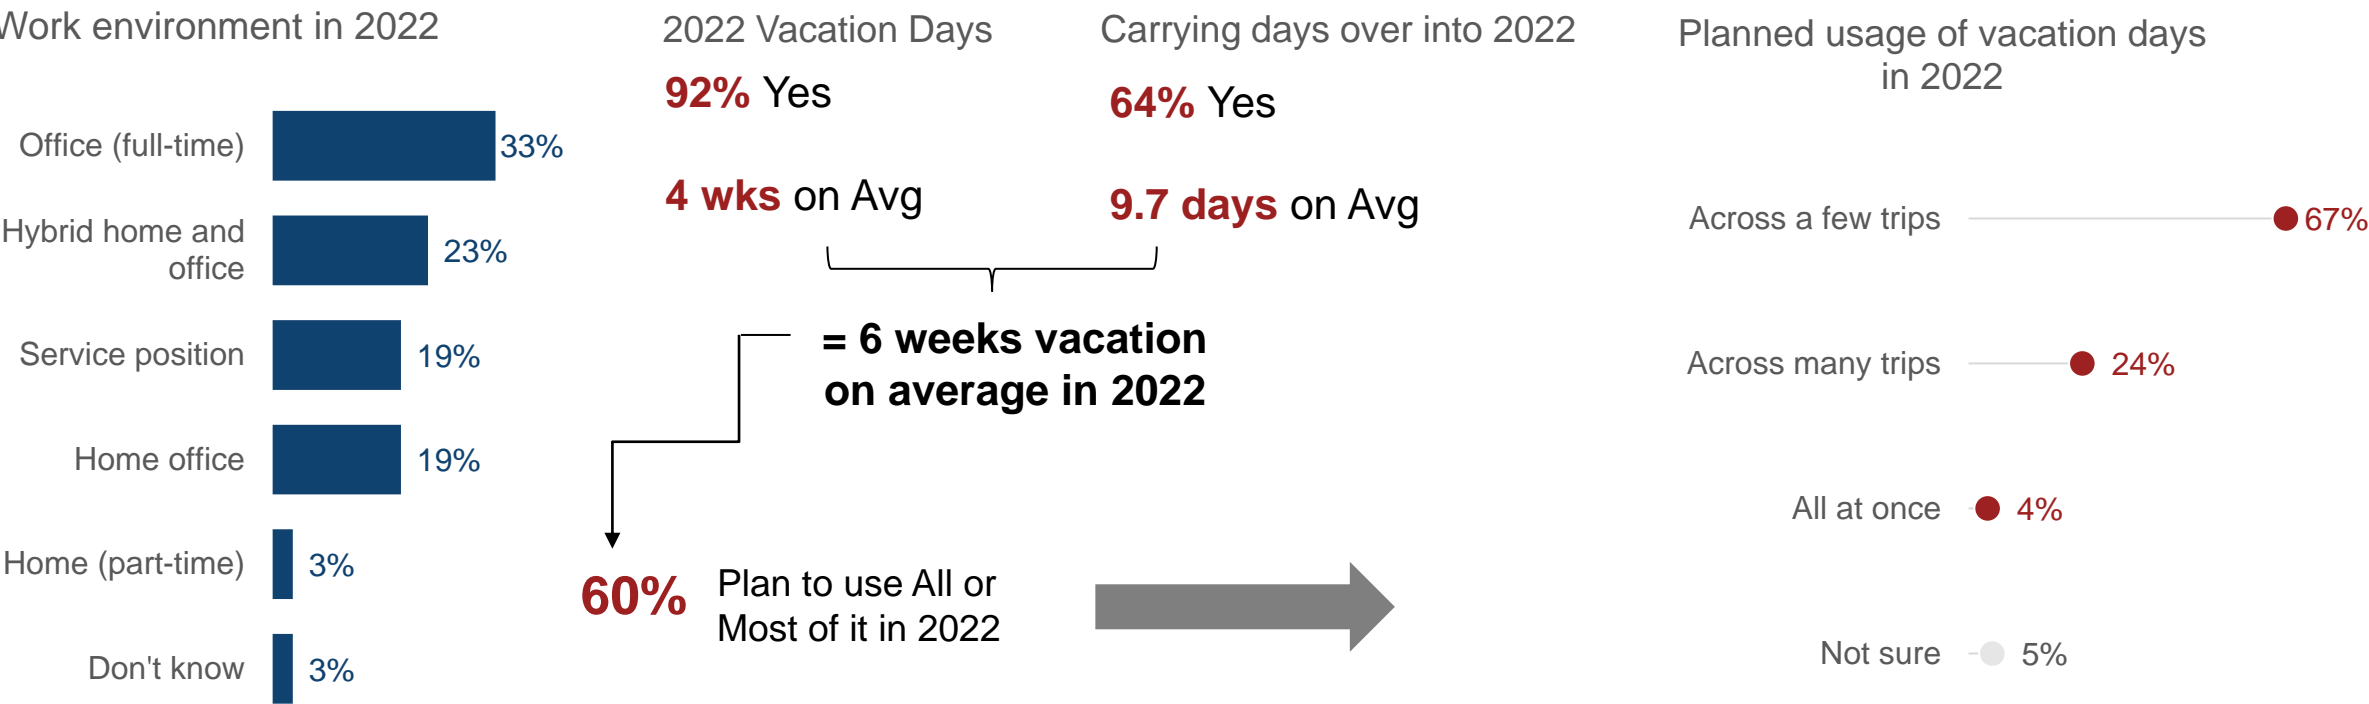 Work environment in 2022
Office (full-time)
33%
Hybrid home and
office
23%
Service position
19%
Home office
19%
Home (part-time)
3%
Don't know
3%
2022 Vacation Days
92% Yes
4 wks on Avg
Carrying days over into 2022
64% Yes
9.7 days on Avg
= 6 weeks vacation
on average in 2022
60%
Plan to use All or
Most of it in 2022
Planned usage of vacation days
in 2022
Across a few trips
67%
Across many trips
24%
All at once
4%
Not sure
5%